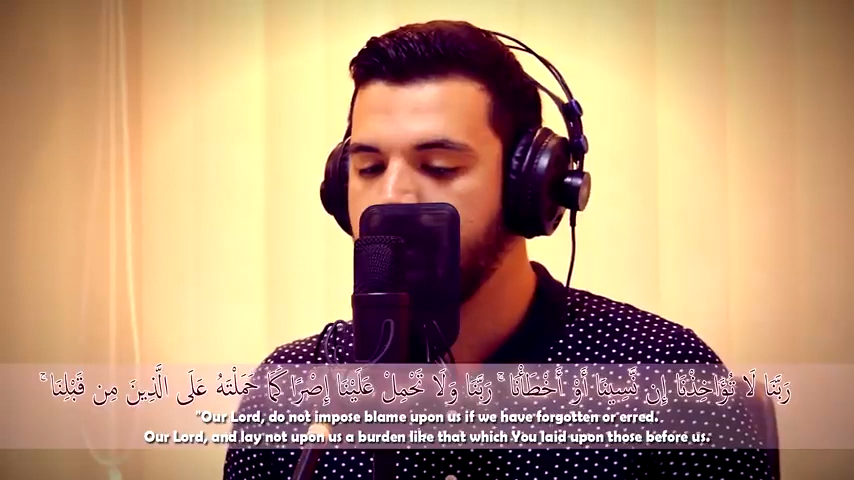 رَبَّنَا لَا تُؤَاخِذْنَا إِن نَّسِينَا أَوْ أَخْطَأْنَا ۚ رَبَّنَا وَلَا تَحْمِلْ عَلَيْنَا إِصْرًا كَمَا حَمَلْتَهُ عَلَى الَّذِينَ مِن قَبْلِنَا ۚ
"Our Lord, do not impose blame upon us if we have forgotten or erred.
Our Lord, and lay not upon us a burden like that which You laid upon those before us.